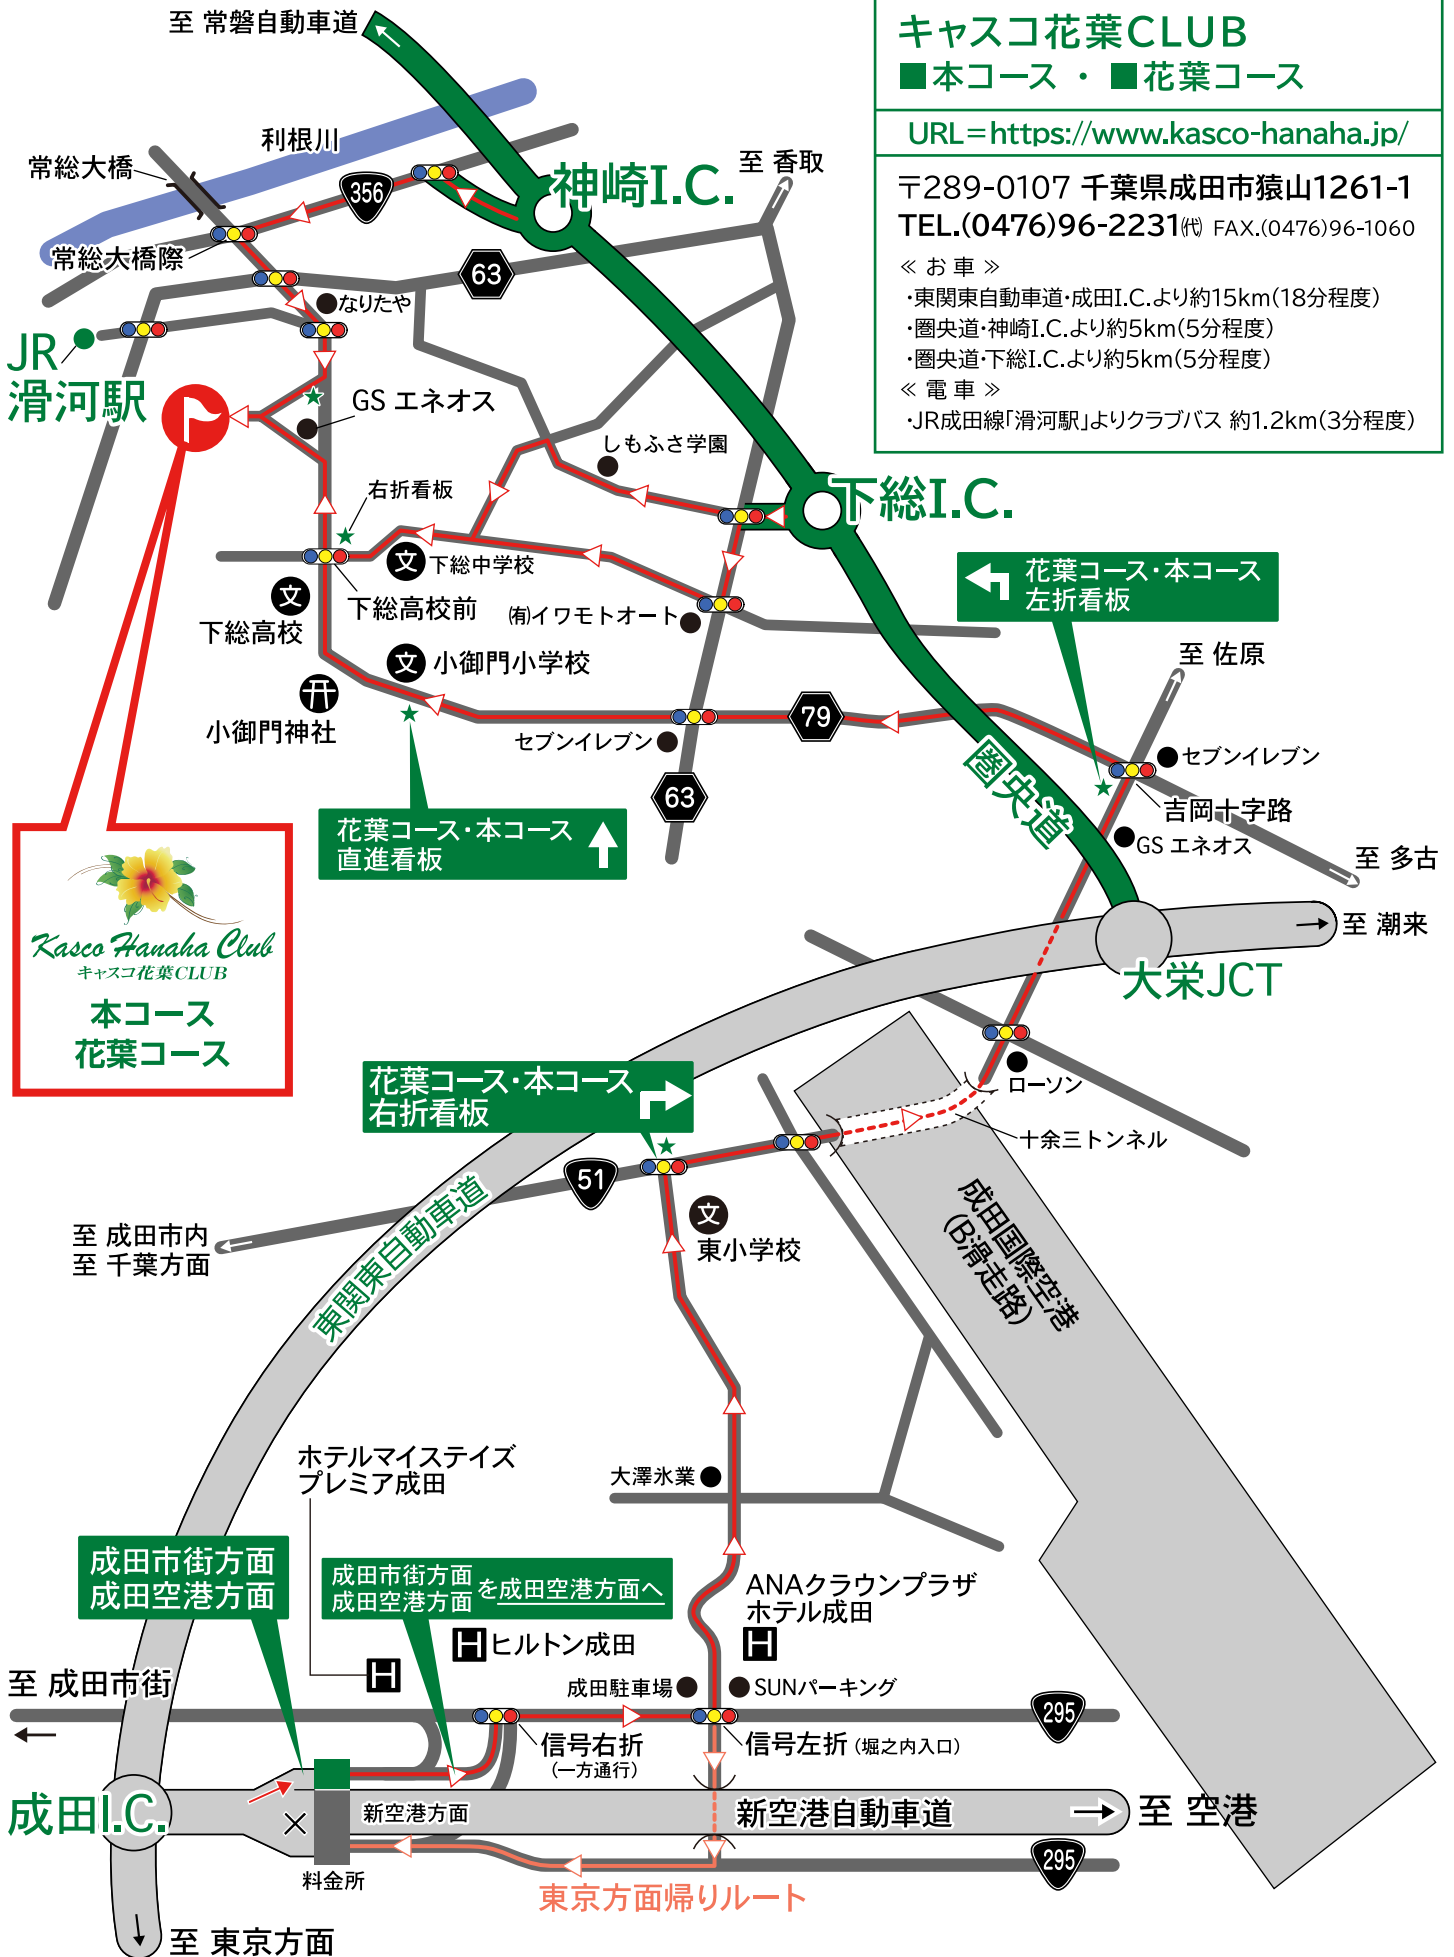 至 常磐自動車道
キャスコ花葉CLUB
■本コース ・ ■花葉コース
URL=https://www.kasco-hanaha.jp/
〒289-0107 千葉県成田市猿山1261-1
TEL.(0476)96-2231㈹ FAX.(0476)96-1060
≪ お 車 ≫
・東関東自動車道・成田I.C.より約15km(18分程度)
・圏央道・神崎I.C.より約5km(5分程度)
・圏央道・下総I.C.より約5km(5分程度)
≪ 電 車 ≫
・JR成田線「滑河駅」よりクラブバス 約1.2km(3分程度)
利根川
常総大橋
356
神崎I.C.
至 香取
常総大橋際
63
なりたや
JR
滑河駅
GS エネオス
しもふさ学園
右折看板
下総I.C.
文
下総中学校
文
下総高校
下総高校前
㈲イワモトオート
花葉コース・本コース
左折看板
文
小御門小学校
至 佐原
小御門神社
79
セブンイレブン
セブンイレブン
圏央道
吉岡十字路
63
GS エネオス
花葉コース・本コース
直進看板
至 多古
至 潮来
Kasco Hanaha Club
キャスコ花葉CLUB
本コース
花葉コース
大栄JCT
花葉コース・本コース
右折看板
ローソン
十余三トンネル
51
東関東自動車道
文
東小学校
至 成田市内
至 千葉方面
成田国際空港
(B滑走路)
ホテルマイステイズ
プレミア成田
大澤氷業
成田市街方面
成田空港方面
成田市街方面
成田空港方面
を成田空港方面へ
ANAクラウンプラザ
ホテル成田
H
H
ヒルトン成田
H
至 成田市街
成田駐車場
SUNパーキング
295
信号右折
(一方通行)
信号左折 (堀之内入口)
成田I.C.
新空港方面
新空港自動車道
至 空港
料金所
295
東京方面帰りルート
至 東京方面